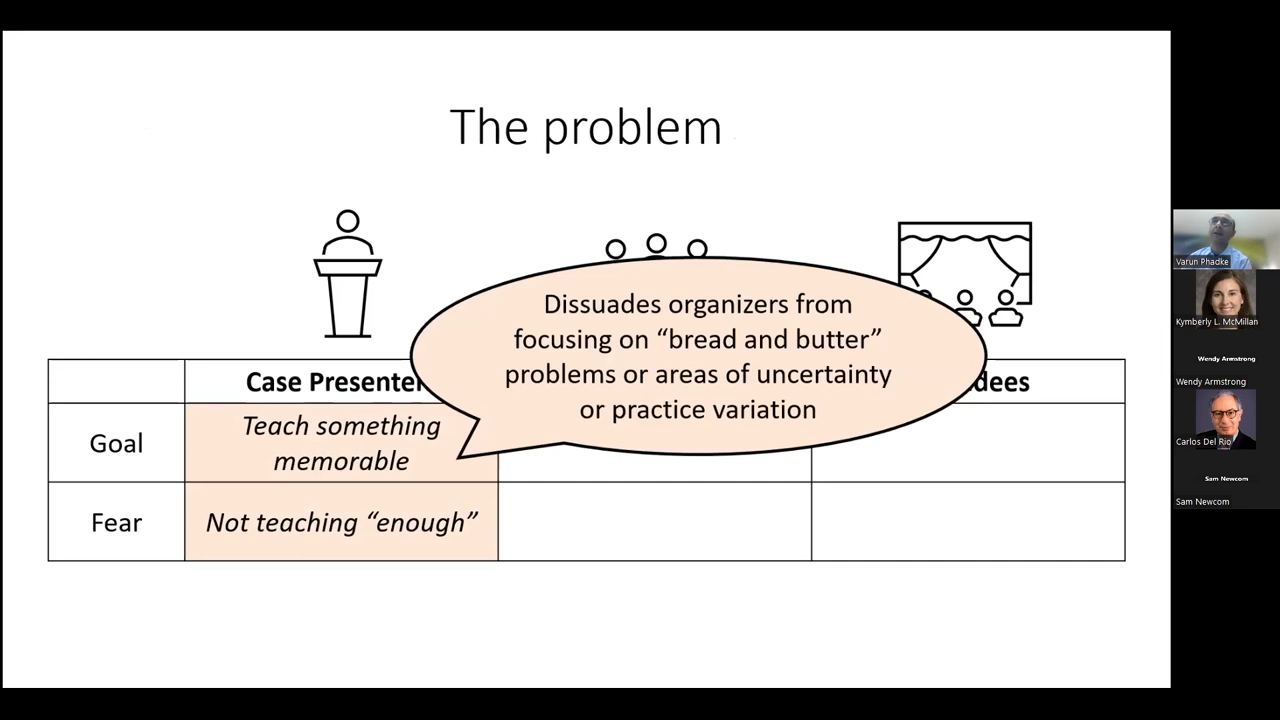 The problem
Dissuades organizers from
focusing on “bread and butter”
problems or areas of uncertainty
or practice variation
Case Presenter
Goal
Teach something
memorable
Fear
Not teaching “enough”
Varun Phadke
Kymberly L. McMillan
Wendy Armstrong
Wendy Armstrong
Carlos Del Rio
Sam Newcom
Sam Newcom